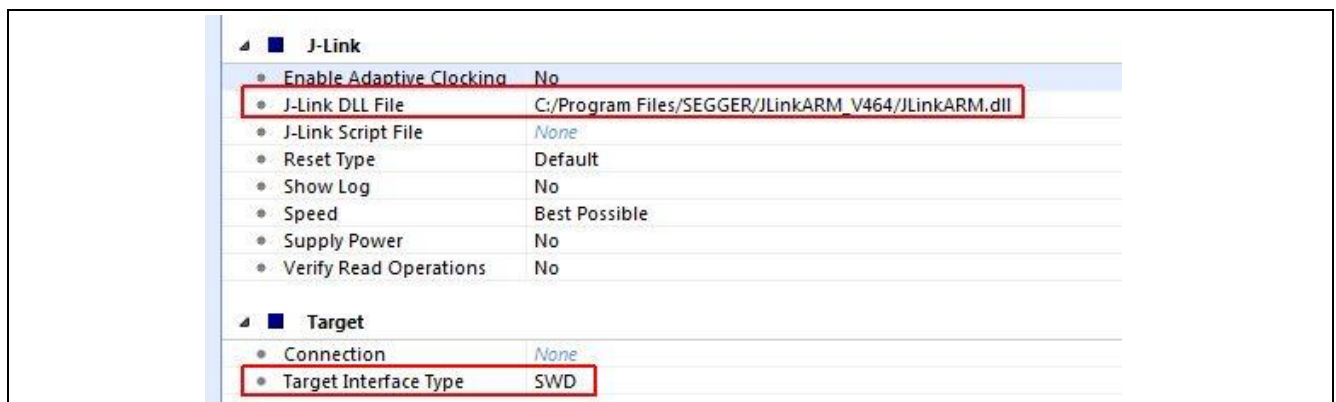 J-Link
Enable Adaptive Clocking No
J-Link DLL File C:/Program Files/SEGGER/JLinkARM_V464/JLinkARM.dll
J-Link Script File None
Reset Type Default
Show Log No
Speed Best Possible
Supply Power No
Verify Read Operations No
Target
Connection None
Target Interface Type SWD